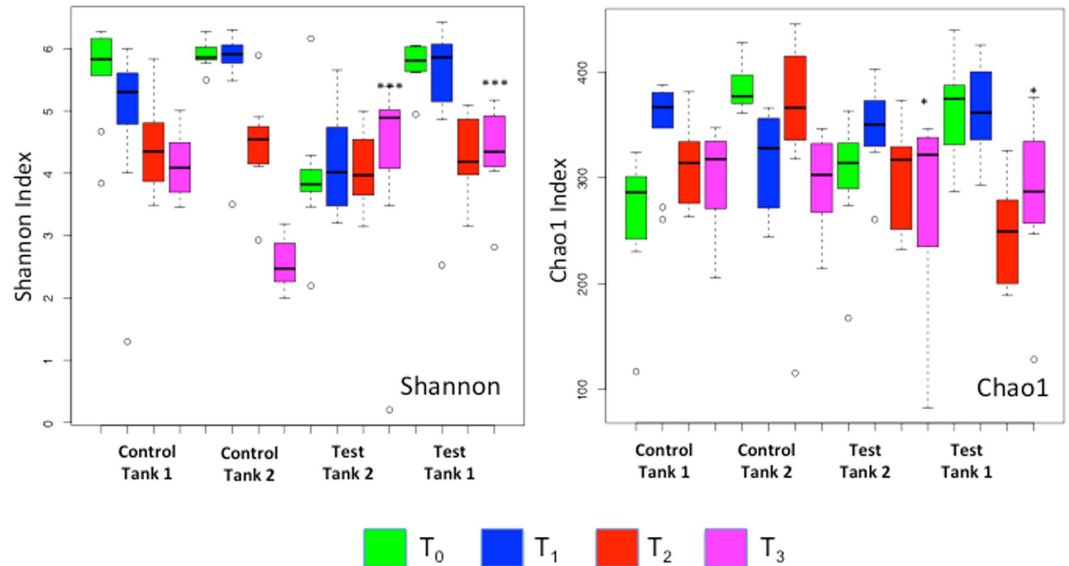 Shannon Index
6
5
4
3
2
1
0
***
***
Shannon
Control
Tank 1
Control
Tank 2
Test
Tank 2
Test
Tank 1
Chao1 Index
400
300
200
100
*
*
Chao1
Control
Tank 1
Control
Tank 2
Test
Tank 2
Test
Tank 1
T0
T1
T2
T3